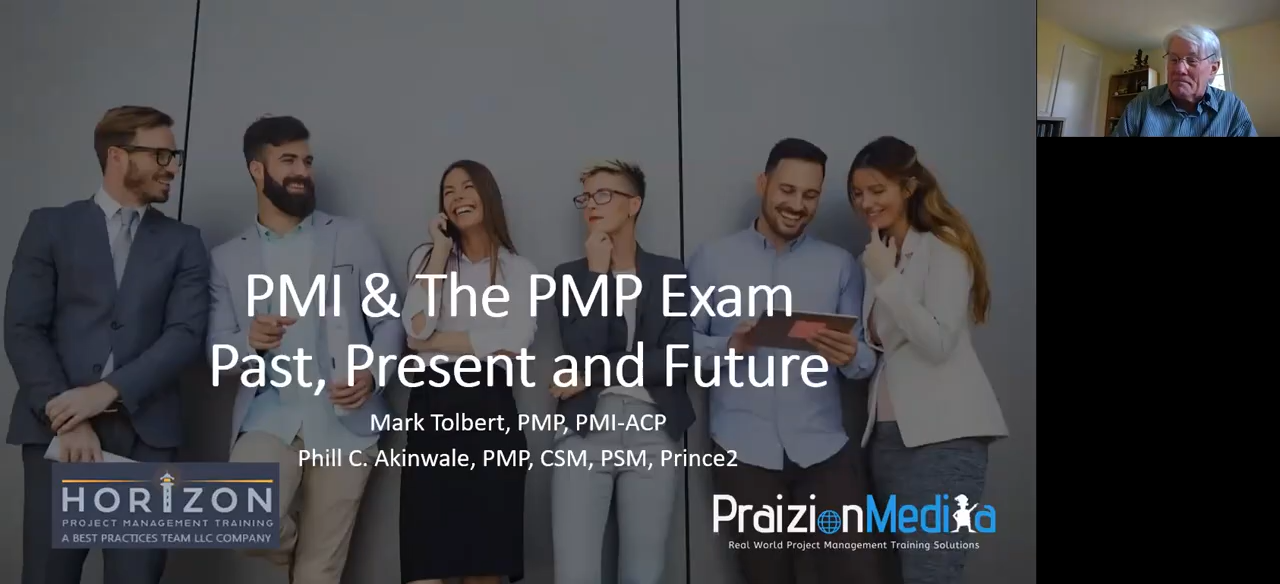 PMI & The PMP Exam
Past, Present and Future
Mark Tolbert, PMP, PMI-ACP
Phill C. Akinwale, PMP, CSM, PSM, Prince2
HORIZON
PROJECT MANAGEMENT TRAINING
A BEST PRACTICES TEAM LLC COMPANY
PraizionMedia
Real World Project Management Training Solutions